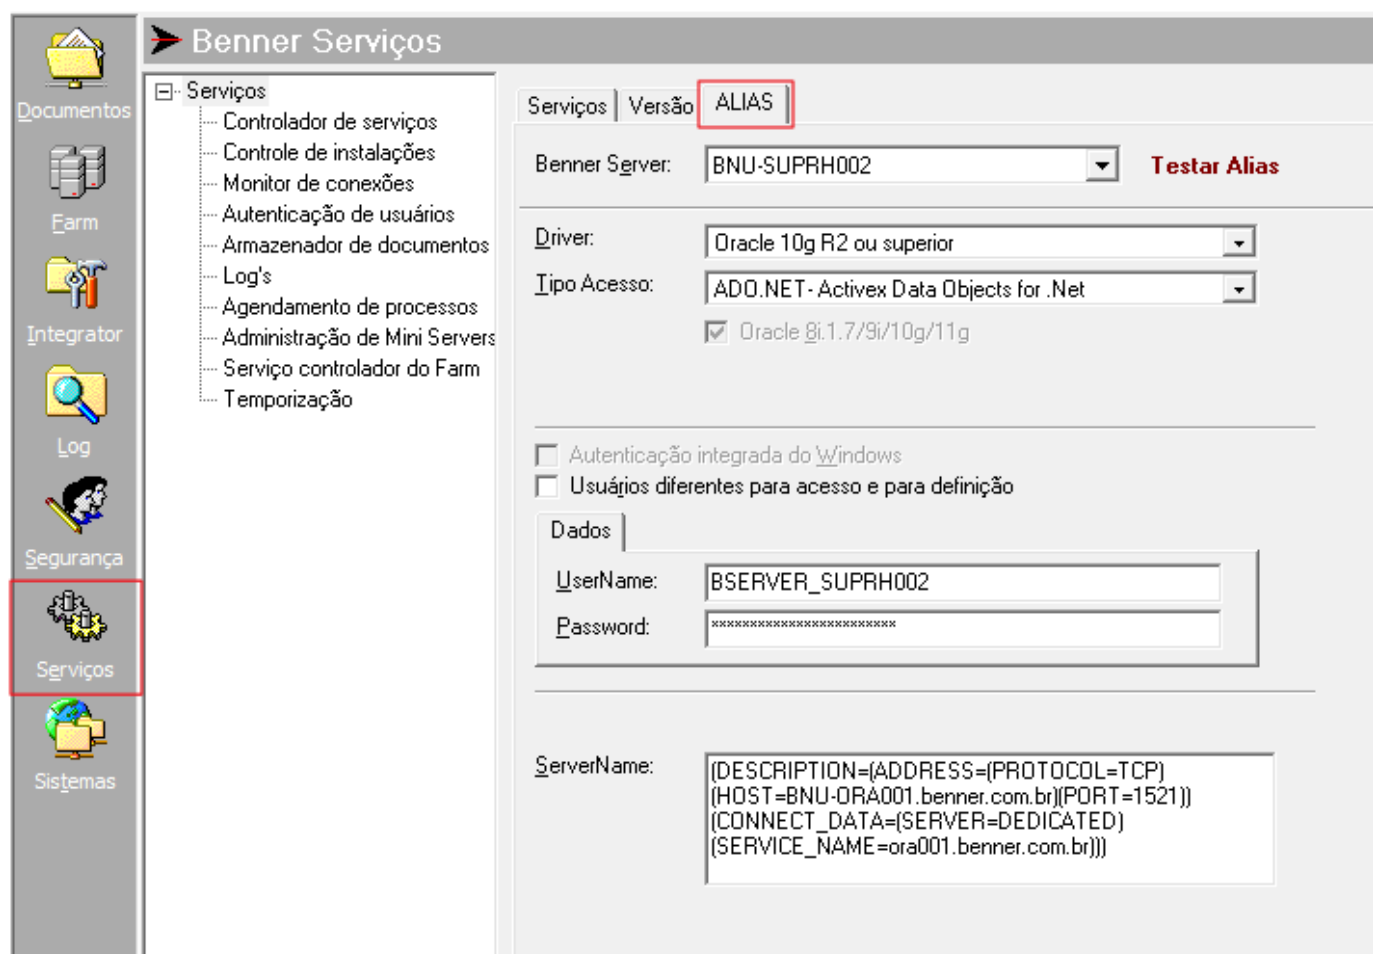 Benner Serviços
Documentos
Farm
Integrator
Log
Segurança
Serviços
Sistemas
Serviços
Controlador de serviços
Controle de instalações
Monitor de conexões
Autenticação de usuários
Armazenador de documentos
Log's
Agendamento de processos
Administração de Mini Servers
Serviço controlador do Farm
Temporização
Serviços Versão ALIAS
Benner Server: BNU-SUPRH002 Testar Alias
Driver: Oracle 10g R2 ou superior
Tipo Acesso: ADO.NET- Activex Data Objects for .Net
Oracle 8i.1.7/9i/10g/11g
Autenticação integrada do Windows
Usuários diferentes para acesso e para definição
Dados
UserName: BSERVER_SUPRH002
Password: ************************
ServerName: (DESCRIPTION=(ADDRESS=(PROTOCOL=TCP)
(HOST=BNU-ORA001.benner.com.br)(PORT=1521))
(CONNECT_DATA=(SERVER=DEDICATED)
(SERVICE_NAME=ora001.benner.com.br)))